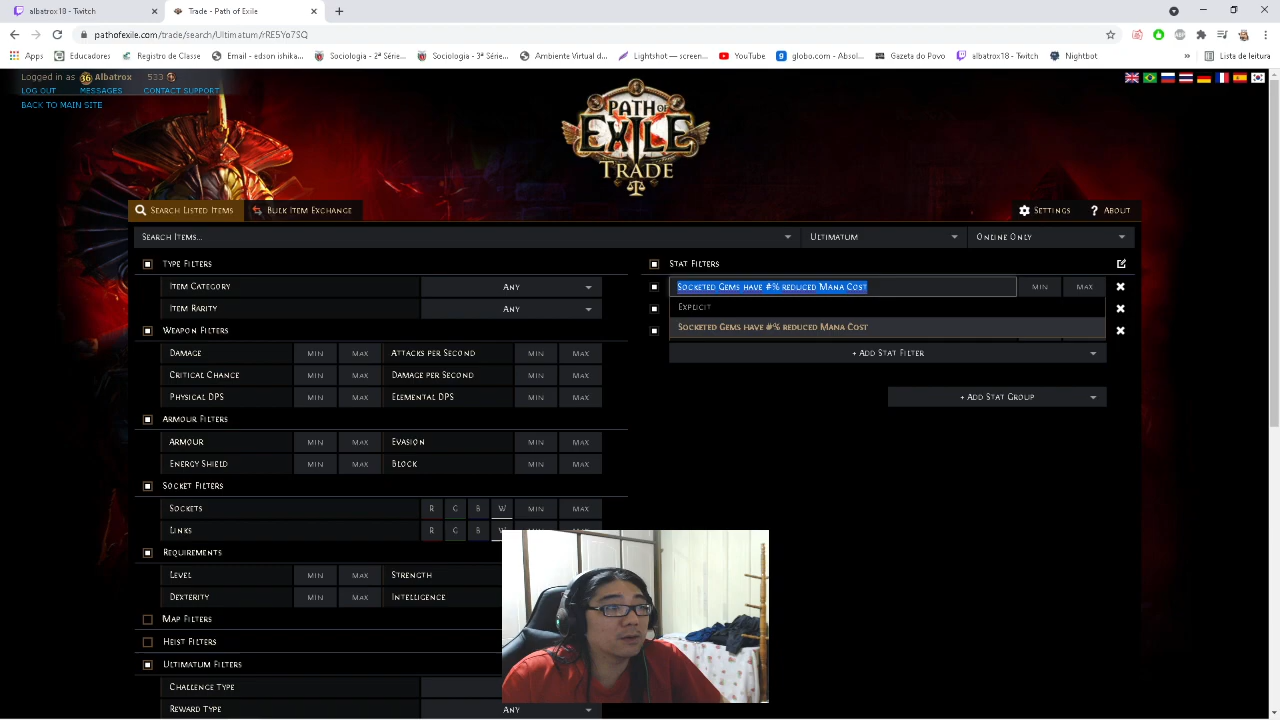 albatrox18 - Twitch
Trade - Path of Exile
pathofexile.com/trade/search/Ultimatum/rRE5Yo7SQ
Apps
Educadores
Registro de Classe
Email - edson ishika...
Sociologia - 2ª Série...
Sociologia - 3ª Série...
Ambiente Virtual d...
Lightshot — screen...
YouTube
globo.com - Absol...
Gazeta do Povo
albatrox18 - Twitch
Nightbot
Lista de leitura
Logged in as Albatrox 533
LOG OUT MESSAGES CONTACT SUPPORT
BACK TO MAIN SITE
PATH OF EXILE
TRADE
Search Listed Items
Bulk Item Exchange
Settings
About
Search Items...
Ultimatum
Online Only
Type Filters
Item Category Any
Item Rarity Any
Weapon Filters
Damage MIN MAX Attacks per Second MIN MAX
Critical Chance MIN MAX Damage per Second MIN MAX
Physical DPS MIN MAX Elemental DPS MIN MAX
Armour Filters
Armour MIN MAX Evasion MIN MAX
Energy Shield MIN MAX Block MIN MAX
Socket Filters
Sockets R G B W MIN MAX
Links R G B
Requirements
Level MIN MAX Strength
Dexterity MIN MAX Intelligence
Map Filters
Heist Filters
Ultimatum Filters
Challenge Type
Reward Type Any
Stat Filters
Socketed Gems have #% reduced Mana Cost MIN MAX
Explicit
Socketed Gems have #% reduced Mana Cost
+ Add Stat Filter
+ Add Stat Group